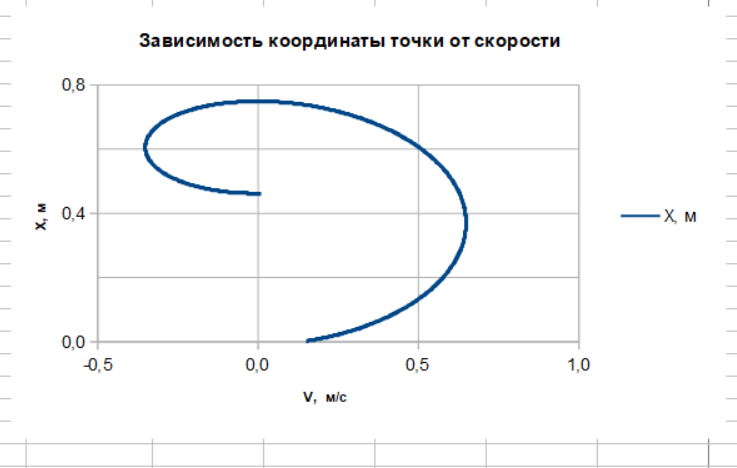 Зависимость координаты точки от скорости
0,8
0,4
0,0
X, м
-0,5 0,0 0,5 1,0
V, м/с
X, м